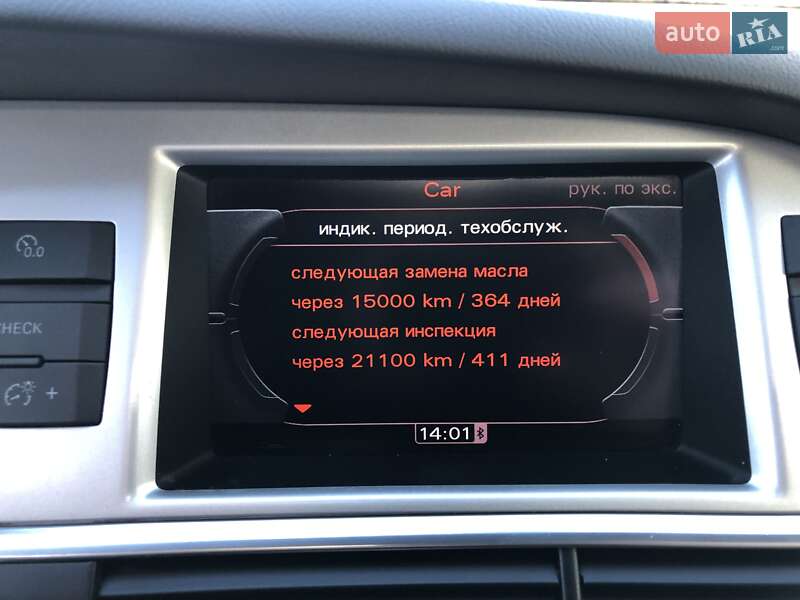 auto RIA.com
Car
рук. по экс.
индик. период. техобслуж.
0.0
следующая замена масла
через 15000 km / 364 дней
CHECK
следующая инспекция
через 21100 km / 411 дней
+
14:01